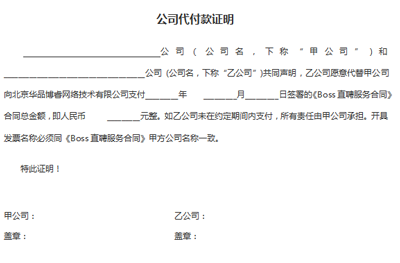 公司代付款证明
____________________________公司(公司名，下称“甲公司”)和
____________________________公司 (公司名，下称“乙公司”)共同声明，乙公司愿意代替甲公司
向北京华品博睿网络技术有限公司支付_______年 _______月_______日签署的《Boss 直聘服务合同》
合同总金额，即人民币 _______元整。如乙公司未在约定期间内支付，所有责任由甲公司承担。开具
发票名称必须同《Boss 直聘服务合同》甲方公司名称一致。
特此证明！
甲公司： 乙公司：
盖章： 盖章：